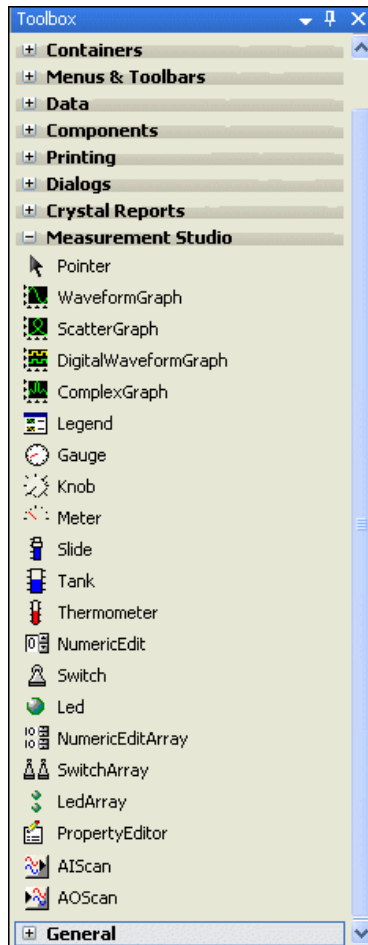 Toolbox
Containers
Menus & Toolbars
Data
Components
Printing
Dialogs
Crystal Reports
Measurement Studio
Pointer
WaveformGraph
ScatterGraph
DigitalWaveformGraph
ComplexGraph
Legend
Gauge
Knob
Meter
Slide
Tank
Thermometer
NumericEdit
Switch
Led
NumericEditArray
SwitchArray
LedArray
PropertyEditor
AIScan
AOScan
General